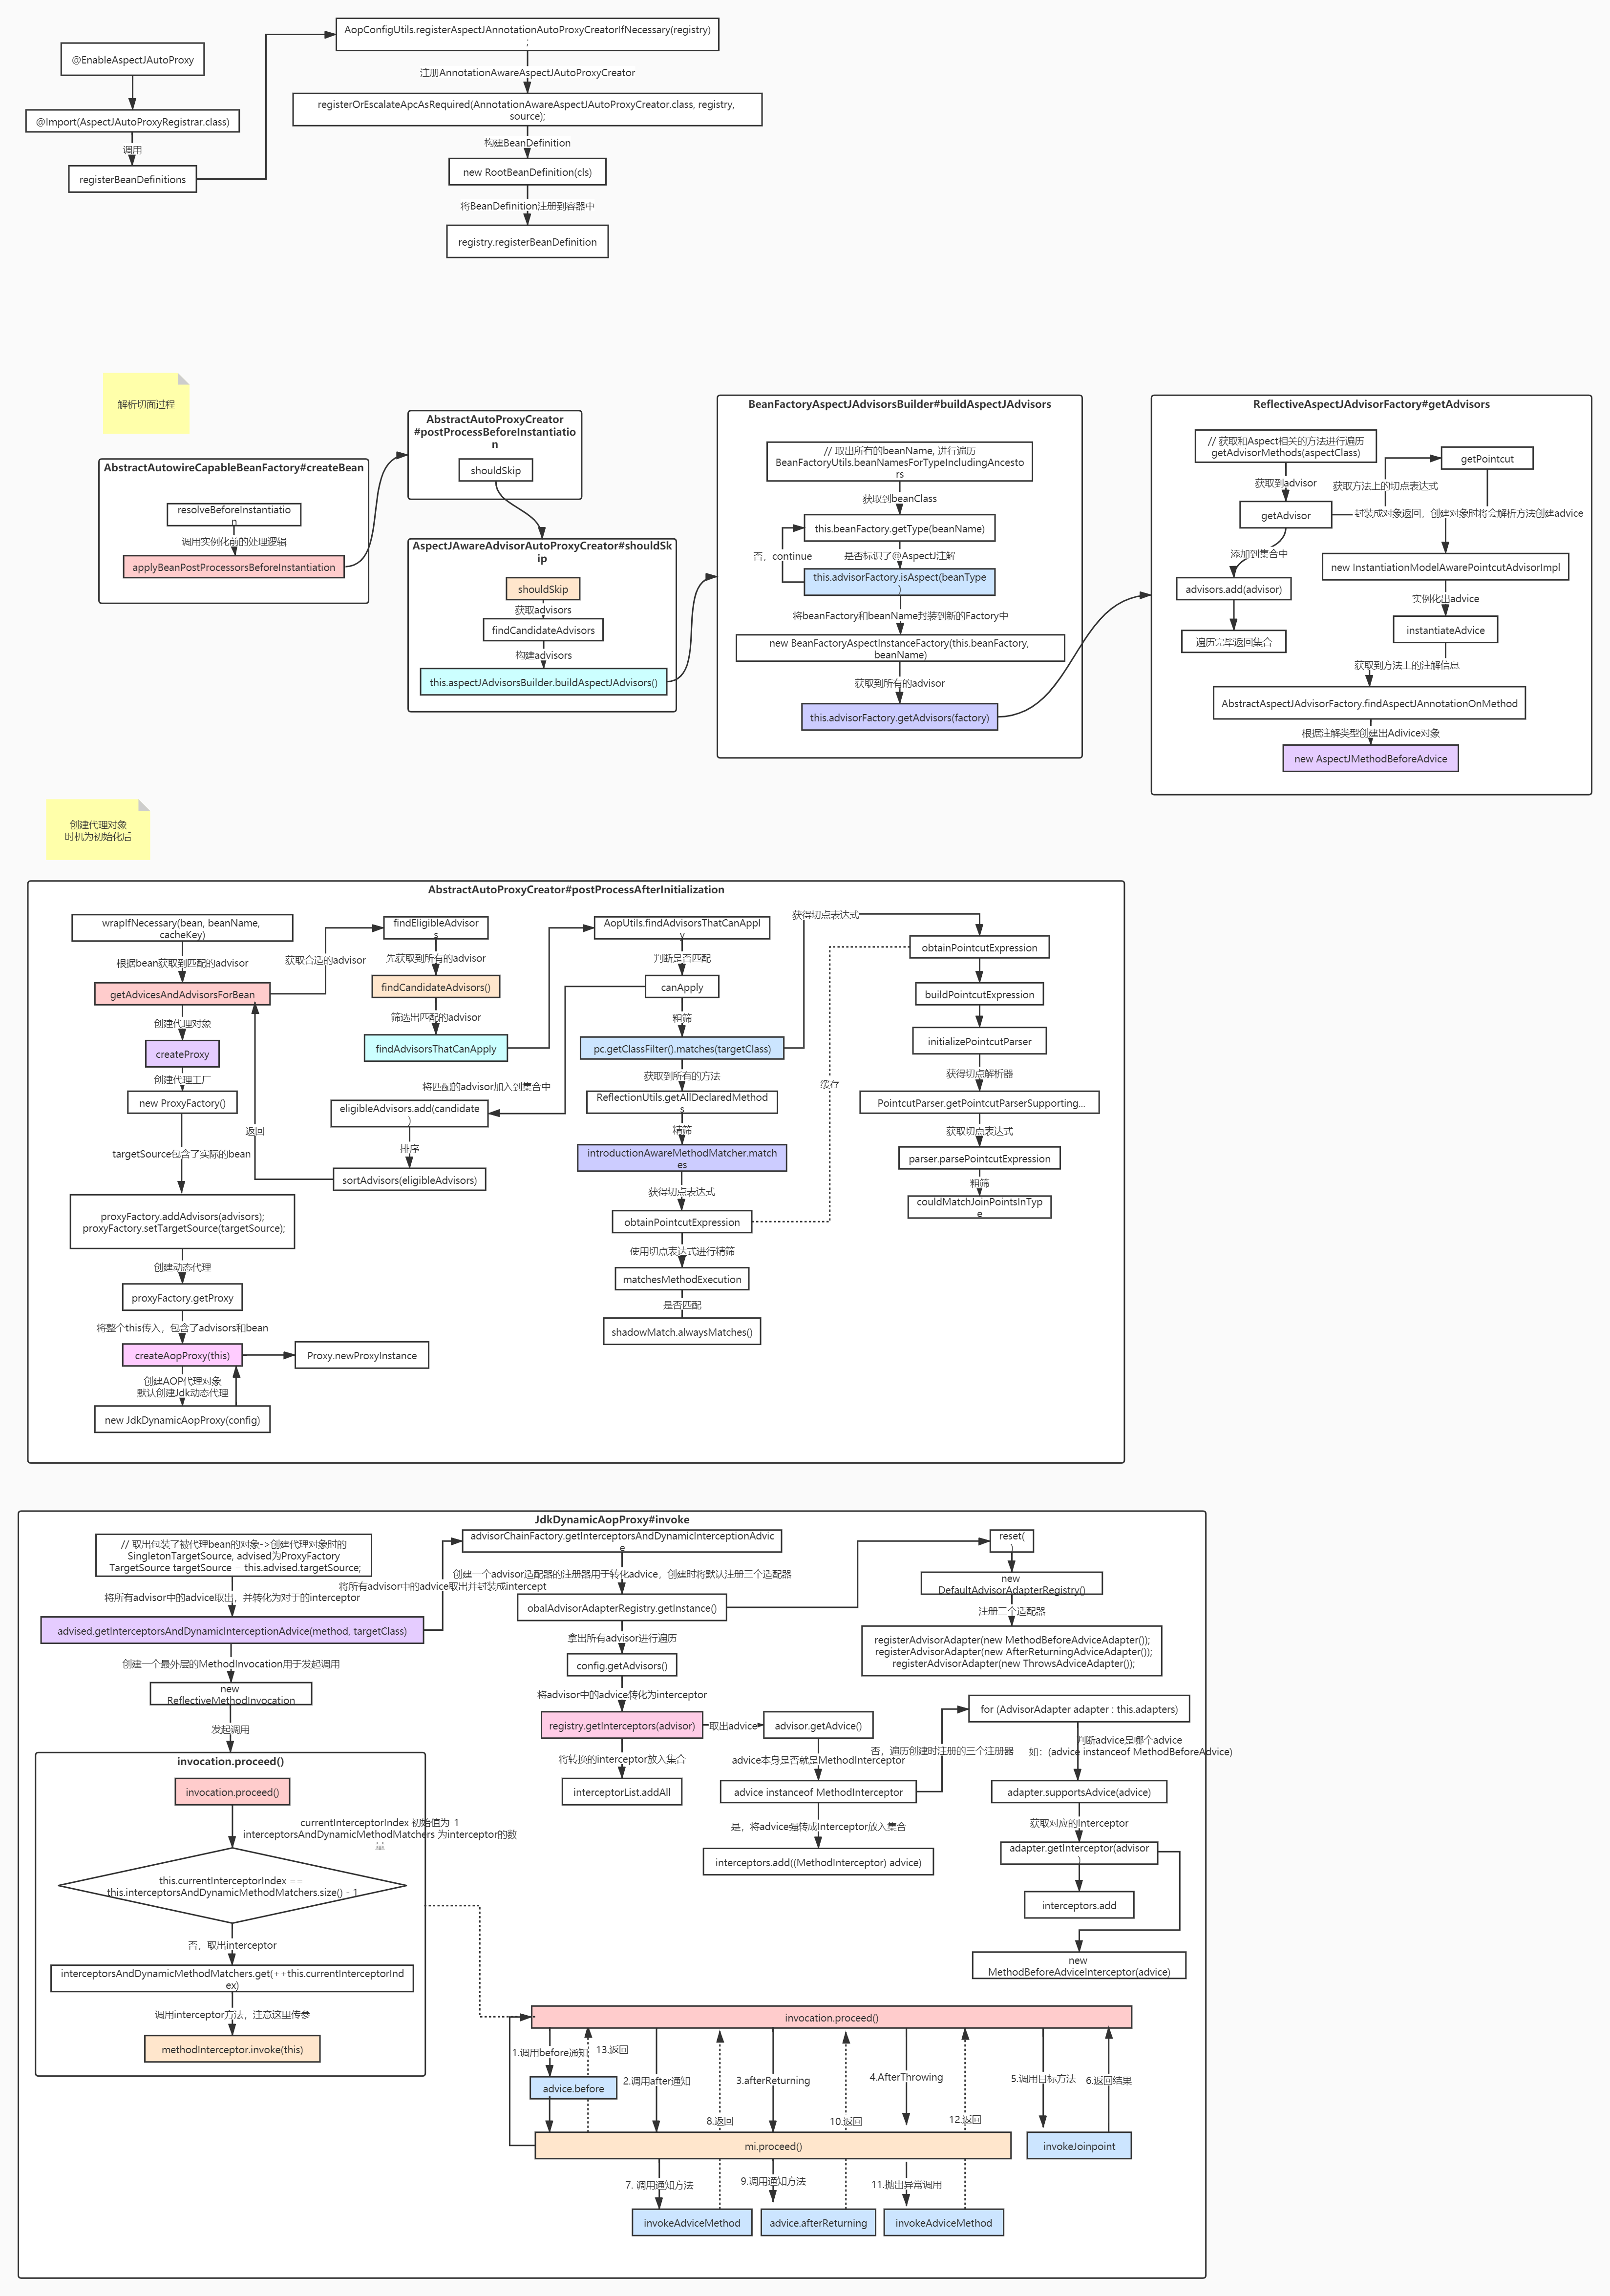 @EnableAspectJAutoProxy
@Import(AspectJAutoProxyRegistrar.class)
调用
registerBeanDefinitions
AopConfigUtils.registerAspectJAnnotationAutoProxyCreatorIfNecessary(registry)
;
注册AnnotationAwareAspectJAutoProxyCreator
registerOrEscalateApcAsRequired(AnnotationAwareAspectJAutoProxyCreator.class, registry,
source);
构建BeanDefinition
new RootBeanDefinition(cls)
将BeanDefinition注册到容器中
registry.registerBeanDefinition
解析切面过程
AbstractAutowireCapableBeanFactory#createBean
resolveBeforeInstantiatio
n
调用实例化前的处理逻辑
applyBeanPostProcessorsBeforeInstantiation
AbstractAutoProxyCreator
#postProcessBeforeInstantiatio
n
shouldSkip
AspectJAwareAdvisorAutoProxyCreator#shouldSk
ip
shouldSkip
获取advisors
findCandidateAdvisors
构建advisors
this.aspectJAdvisorsBuilder.buildAspectJAdvisors()
BeanFactoryAspectJAdvisorsBuilder#buildAspectJAdvisors
// 取出所有的beanName, 进行遍历
BeanFactoryUtils.beanNamesForTypeIncludingAncesto
rs
获取到beanClass
this.beanFactory.getType(beanName)
否，continue
是否标识了@AspectJ注解
this.advisorFactory.isAspect(beanType
)
将beanFactory和beanName封装到新的Factory中
new BeanFactoryAspectInstanceFactory(this.beanFactory,
beanName)
获取到所有的advisor
this.advisorFactory.getAdvisors(factory)
ReflectiveAspectJAdvisorFactory#getAdvisors
// 获取和Aspect相关的方法进行遍历
getAdvisorMethods(aspectClass)
获取到advisor
getAdvisor
添加到集合中
advisors.add(advisor)
遍历完毕返回集合
获取方法上的切点表达式
getPointcut
封装成对象返回，创建对象时将会解析方法创建advice
new InstantiationModelAwarePointcutAdvisorImpl
实例化出advice
instantiateAdvice
获取到方法上的注解信息
AbstractAspectJAdvisorFactory.findAspectJAnnotationOnMethod
根据注解类型创建出Adivice对象
new AspectJMethodBeforeAdvice
创建代理对象
时机为初始化后
AbstractAutoProxyCreator#postProcessAfterInitialization
wrapIfNecessary(bean, beanName,
cacheKey)
根据bean获取到匹配的advisor
getAdvicesAndAdvisorsForBean
创建代理对象
createProxy
创建代理工厂
new ProxyFactory()
targetSource包含了实际的bean
proxyFactory.addAdvisors(advisors);
proxyFactory.setTargetSource(targetSource);
创建动态代理
proxyFactory.getProxy
将整个this传入，包含了advisors和bean
createAopProxy(this)
Proxy.newProxyInstance
创建AOP代理对象
默认创建Jdk动态代理
new JdkDynamicAopProxy(config)
获取合适的advisor
返回
findEligibleAdvisor
s
先获取到所有的advisor
findCandidateAdvisors()
筛选出匹配的advisor
findAdvisorsThatCanApply
将匹配的advisor加入到集合中
eligibleAdvisors.add(candidate
)
排序
sortAdvisors(eligibleAdvisors)
AopUtils.findAdvisorsThatCanAppl
y
判断是否匹配
canApply
粗筛
pc.getClassFilter().matches(targetClass)
获取到所有的方法
ReflectionUtils.getAllDeclaredMethod
s
精筛
introductionAwareMethodMatcher.match
es
获得切点表达式
obtainPointcutExpression
使用切点表达式进行精筛
matchesMethodExecution
是否匹配
shadowMatch.alwaysMatches()
获得切点表达式
缓存
obtainPointcutExpression
buildPointcutExpression
initializePointcutParser
获得切点解析器
PointcutParser.getPointcutParserSupporting...
获取切点表达式
parser.parsePointcutExpression
粗筛
couldMatchJoinPointsInTyp
e
JdkDynamicAopProxy#invoke
// 取出包装了被代理bean的对象->创建代理对象时的
SingletonTargetSource, advised为ProxyFactory
TargetSource targetSource = this.advised.targetSource;
将所有advisor中的advice取出，并转化为对于的interceptor
advised.getInterceptorsAndDynamicInterceptionAdvice(method, targetClass)
创建一个最外层的MethodInvocation用于发起调用
new
ReflectiveMethodInvocation
发起调用
invocation.proceed()
invocation.proceed()
currentInterceptorIndex 初始值为-1
interceptorsAndDynamicMethodMatchers 为interceptor的数
量
this.currentInterceptorIndex ==
this.interceptorsAndDynamicMethodMatchers.size() - 1
否，取出interceptor
interceptorsAndDynamicMethodMatchers.get(++this.currentInterceptorInd
ex)
调用interceptor方法，注意这里传参
methodInterceptor.invoke(this)
将所有advisor中的advice取出并封装成intercept
advisorChainFactory.getInterceptorsAndDynamicInterceptionAdvic
e
创建一个advisor适配器的注册器用于转化advice，创建时将默认注册三个适配器
obalAdvisorAdapterRegistry.getInstance()
拿出所有advisor进行遍历
config.getAdvisors()
将advisor中的advice转化为interceptor
registry.getInterceptors(advisor)
将转换的interceptor放入集合
interceptorList.addAll
取出advice
advisor.getAdvice()
advice本身是否就是MethodInterceptor
advice instanceof MethodInterceptor
是，将advice强转成Interceptor放入集合
interceptors.add((MethodInterceptor) advice)
reset(
)
new
DefaultAdvisorAdapterRegistry()
注册三个适配器
registerAdvisorAdapter(new MethodBeforeAdviceAdapter());
registerAdvisorAdapter(new AfterReturningAdviceAdapter());
registerAdvisorAdapter(new ThrowsAdviceAdapter());
否，遍历创建时注册的三个注册器
for (AdvisorAdapter adapter : this.adapters)
判断advice是哪个advice
如：(advice instanceof MethodBeforeAdvice)
adapter.supportsAdvice(advice)
获取对应的Interceptor
adapter.getInterceptor(advisor
)
interceptors.add
new
MethodBeforeAdviceInterceptor(advice)
invocation.proceed()
1.调用before通知
13.返回
advice.before
2.调用after通知
8.返回
3.afterReturning
10.返回
4.AfterThrowing
12.返回
5.调用目标方法
6.返回结果
mi.proceed()
invokeJoinpoint
7. 调用通知方法
9.调用通知方法
11.抛出异常调用
invokeAdviceMethod
advice.afterReturning
invokeAdviceMethod